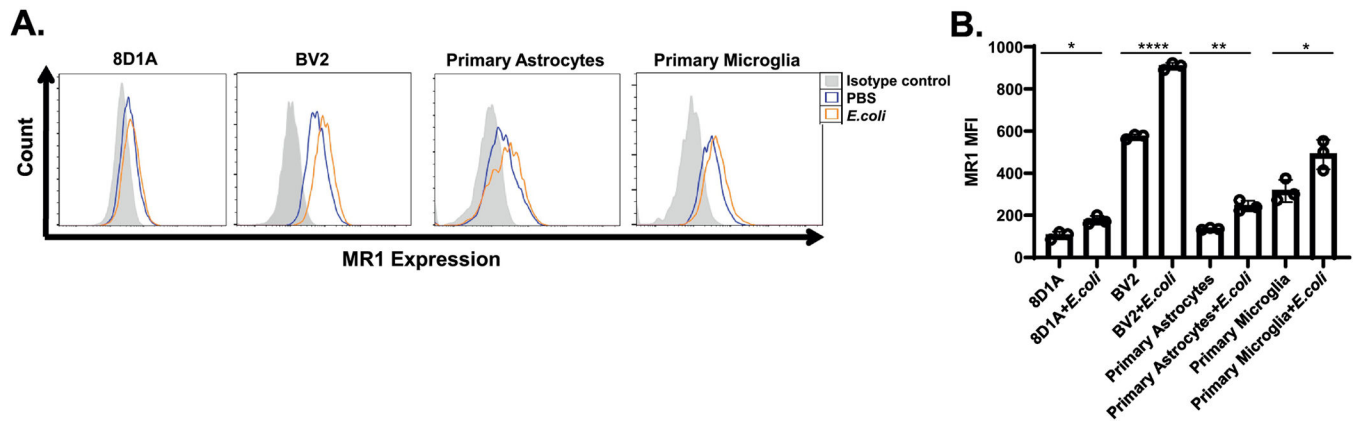 A.
8D1A
BV2
Primary Astrocytes
Primary Microglia
Isotype control
PBS
E.coli
Count
MR1 Expression
B.
*
****
**
*
1000
800
600
400
200
0
MR1 MFI
8D1A
8D1A+E.coli
BV2
BV2+E.coli
Primary Astrocytes
Primary Astrocytes+E.coli
Primary Microglia
Primary Microglia+E.coli